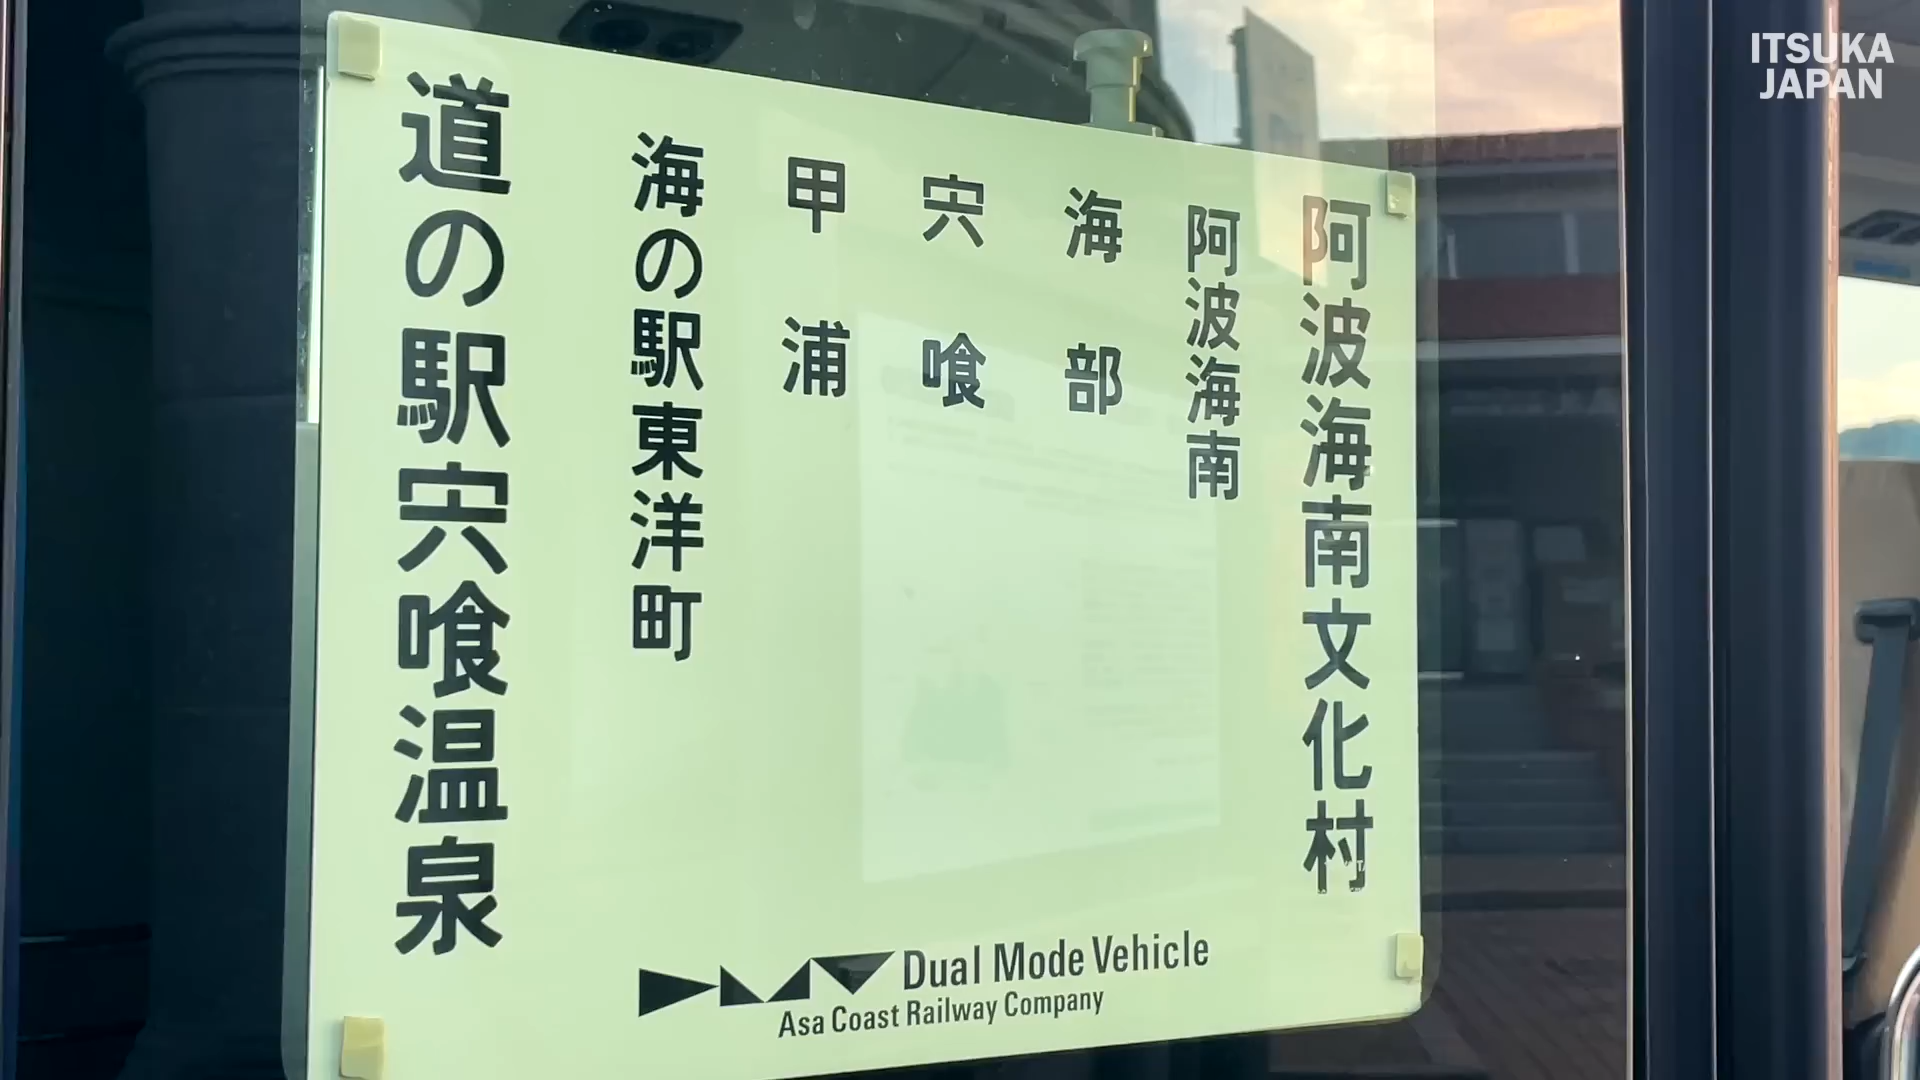 阿波海南文化村
阿波海南
海部
宍喰
甲浦
海の駅東洋町
道の駅宍喰温泉
DMV Dual Mode Vehicle
Asa Coast Railway Company
ITSUKA
JAPAN